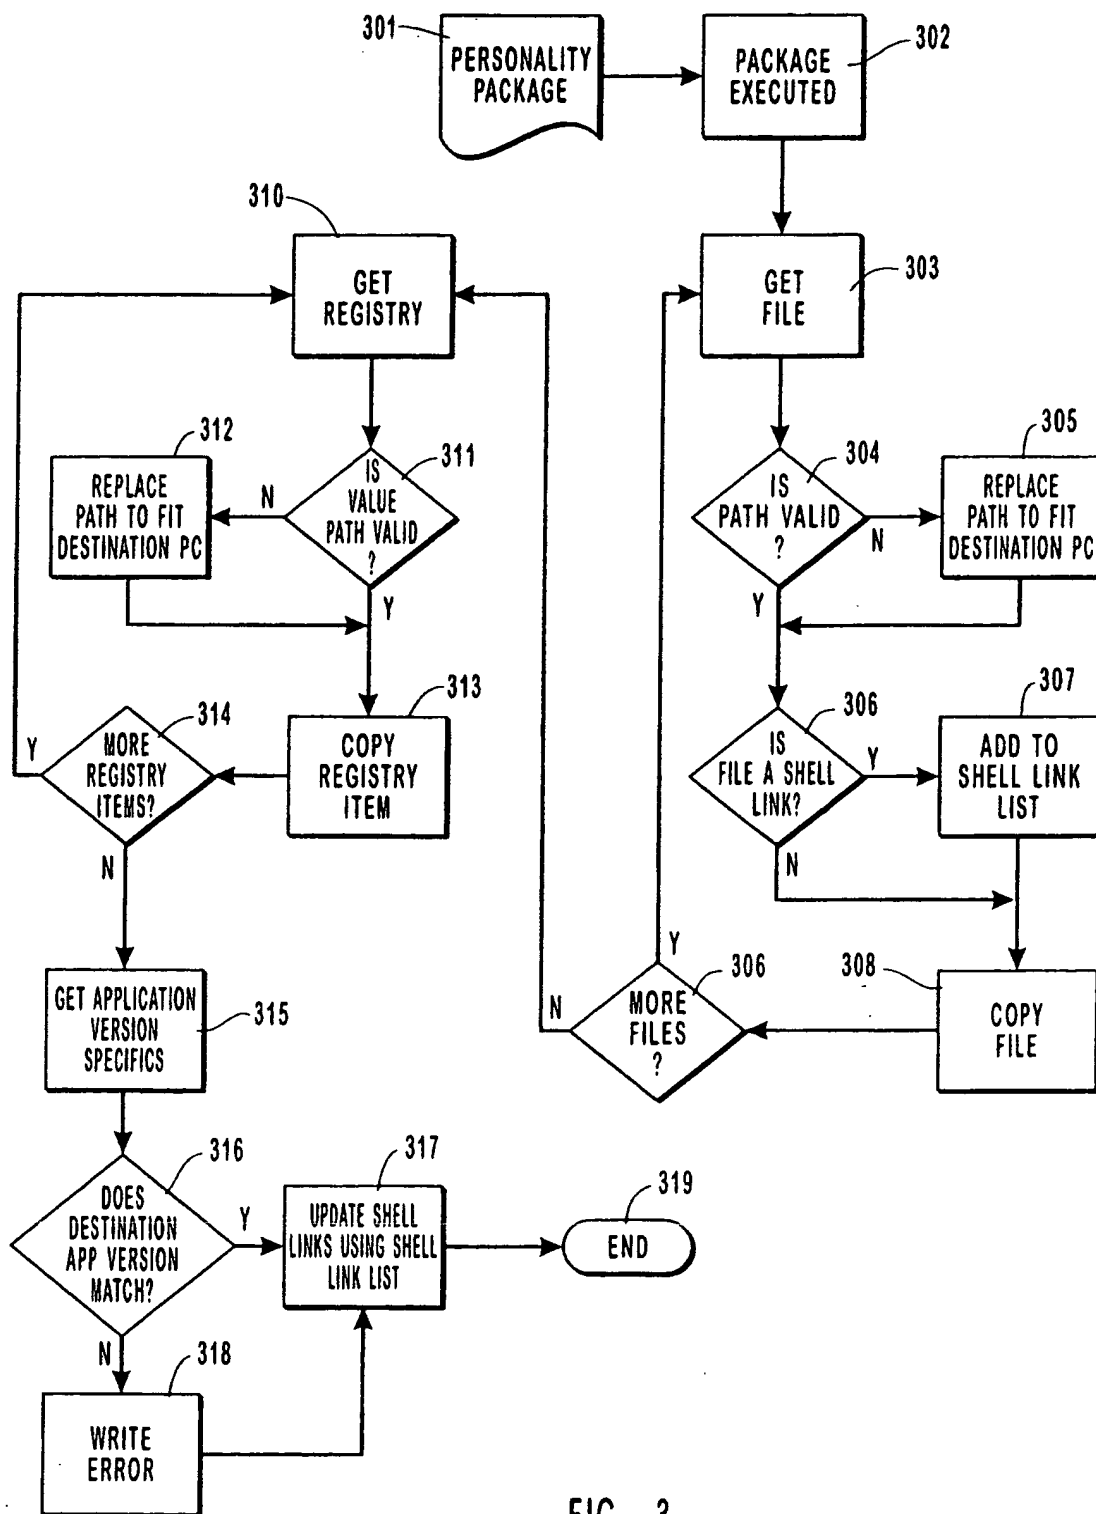 301
PERSONALITY
PACKAGE
302
PACKAGE
EXECUTED
310
GET
REGISTRY
303
GET
FILE
312
REPLACE
PATH TO FIT
DESTINATION PC
N
311
IS
VALUE
PATH VALID
?
Y
304
IS
PATH VALID
?
N
Y
305
REPLACE
PATH TO FIT
DESTINATION PC
314
MORE
REGISTRY
ITEMS?
Y
N
313
COPY
REGISTRY
ITEM
306
IS
FILE A SHELL
LINK?
Y
N
307
ADD TO
SHELL LINK
LIST
315
GET APPLICATION
VERSION
SPECIFICS
306
MORE
FILES
?
Y
N
308
COPY
FILE
316
DOES
DESTINATION
APP VERSION
MATCH?
Y
N
317
UPDATE SHELL
LINKS USING SHELL
LINK LIST
319
END
318
WRITE
ERROR
FIG. 3